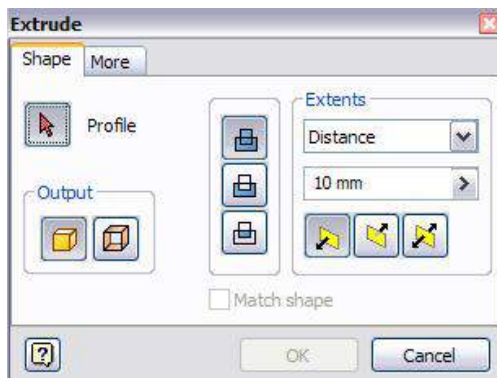 Extrude
Shape More
Profile
Output
Extents
Distance
10 mm
Match shape
OK Cancel